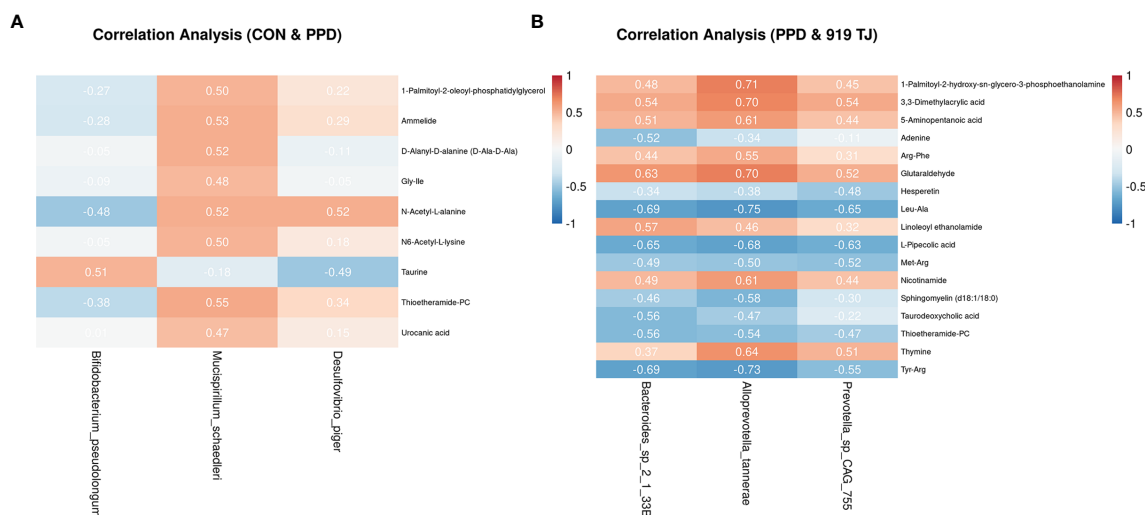 A
Correlation Analysis (CON & PPD)
-0.27 0.50 0.22 1-Palmitoyl-2-oleoyl-phosphatidylglycerol
-0.28 0.53 0.29 Ammelide
-0.05 0.52 -0.11 D-Alanyl-D-alanine (D-Ala-D-Ala)
-0.09 0.48 Gly-Ile
-0.48 0.52 0.52 N-Acetyl-L-alanine
-0.05 0.50 0.18 N6-Acetyl-L-lysine
0.51 -0.18 -0.49 Taurine
-0.38 0.55 0.34 Thioetheramide-PC
0.47 0.15 Urocanic acid
Bifidobacterium_pseudolongum
Mucispirillum_schaedleri
Desulfovibrio_piger
1
0.5
0
-0.5
-1
B
Correlation Analysis (PPD & 919 TJ)
0.48 0.71 0.45 1-Palmitoyl-2-hydroxy-sn-glycero-3-phosphoethanolamine
0.54 0.70 0.54 3,3-Dimethylacrylic acid
0.51 0.61 0.44 5-Aminopentanoic acid
-0.52 -0.34 -0.11 Adenine
0.44 0.55 0.31 Arg-Phe
0.63 0.70 0.52 Glutaraldehyde
-0.34 -0.38 -0.48 Hesperetin
-0.69 -0.75 -0.65 Leu-Ala
0.57 0.46 0.32 Linoleoyl ethanolamide
-0.65 -0.68 -0.63 L-Pipecolic acid
-0.49 -0.50 -0.52 Met-Arg
0.49 0.61 0.44 Nicotinamide
-0.46 -0.58 -0.30 Sphingomyelin (d18:1/18:0)
-0.56 -0.47 -0.22 Taurodeoxycholic acid
-0.56 -0.54 -0.47 Thioetheramide-PC
0.37 0.64 0.51 Thymine
-0.69 -0.73 -0.55 Tyr-Arg
Bacteroides_sp_2_1_33B
Alloprevotella_tannerae
Prevotella_sp_CAG_755
1
0.5
0
-0.5
-1